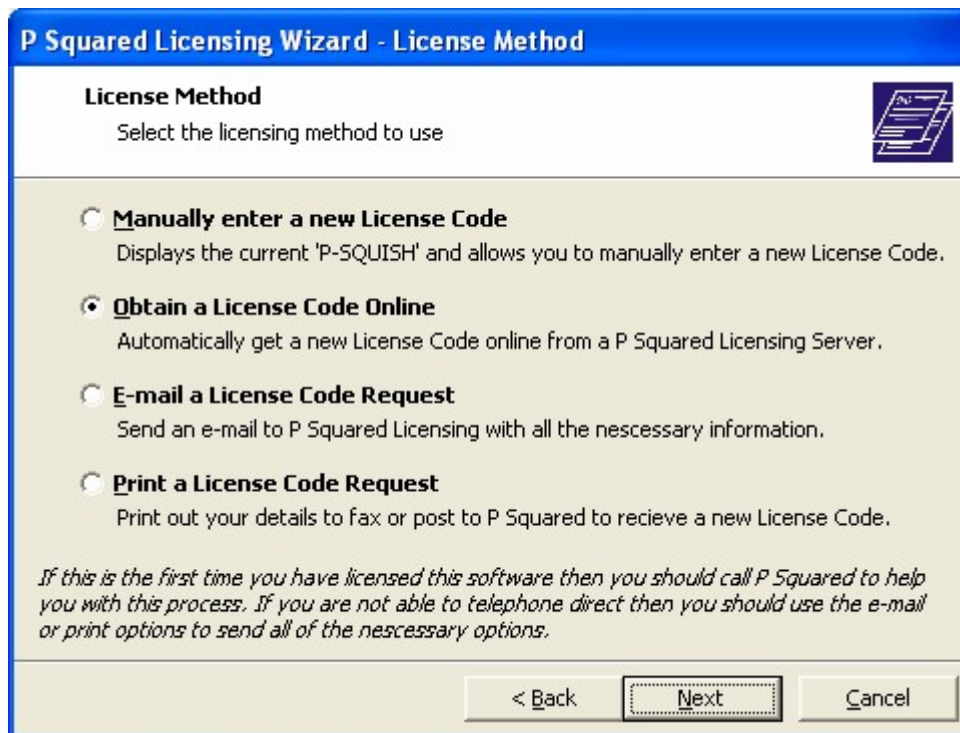 P Squared Licensing Wizard - License Method
License Method
Select the licensing method to use
Manually enter a new License Code
Displays the current 'P-SQUISH' and allows you to manually enter a new License Code.
Obtain a License Code Online
Automatically get a new License Code online from a P Squared Licensing Server.
E-mail a License Code Request
Send an e-mail to P Squared Licensing with all the nescessary information.
Print a License Code Request
Print out your details to fax or post to P Squared to recieve a new License Code.
If this is the first time you have licensed this software then you should call P Squared to help
you with this process. If you are not able to telephone direct then you should use the e-mail
or print options to send all of the nescessary options.
< Back Next Cancel